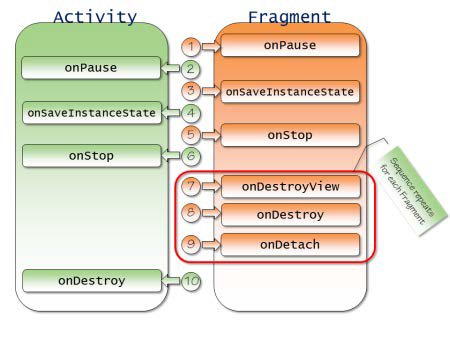 Activity
Fragment
1
onPause
onPause
2
3
onSaveInstanceState
onSaveInstanceState
4
5
onStop
onStop
6
Sequence repeats
for each Fragment
7
onDestroyView
8
onDestroy
9
onDetach
onDestroy
10